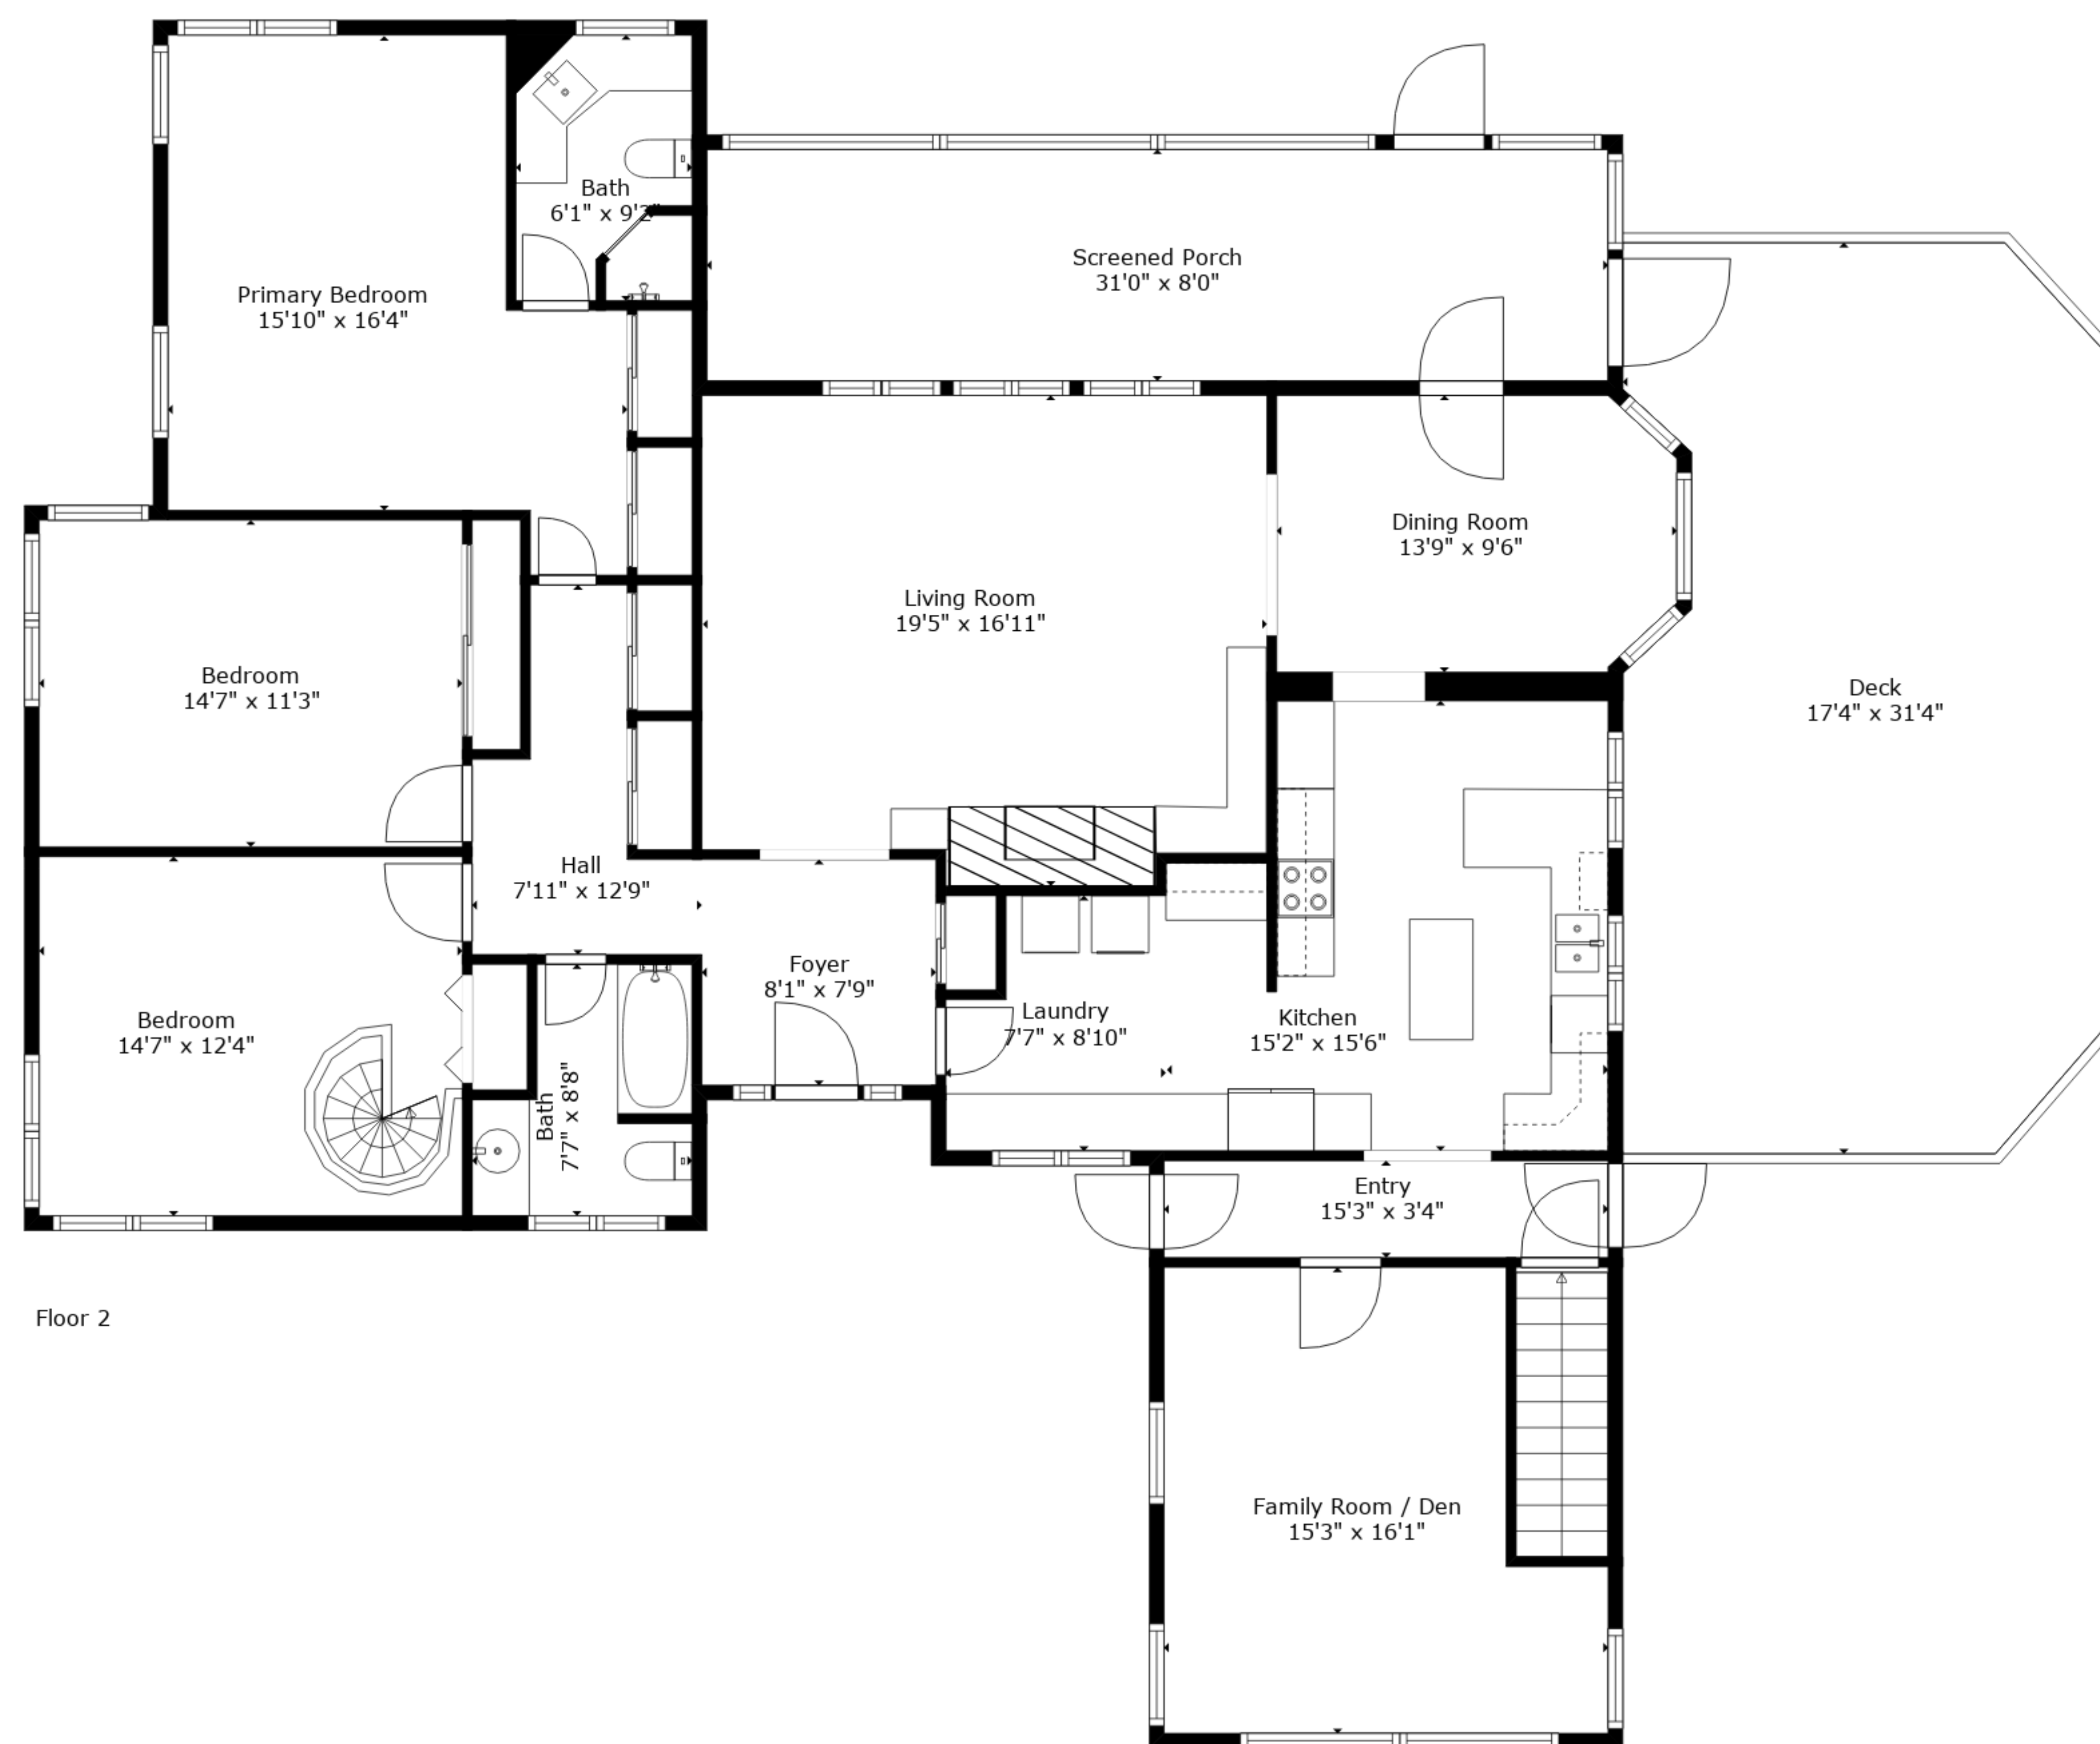 Bath
6'1" x 9'2"
Screened Porch
31'0" x 8'0"
Primary Bedroom
15'10" x 16'4"
Dining Room
13'9" x 9'6"
Living Room
19'5" x 16'11"
Bedroom
14'7" x 11'3"
Deck
17'4" x 31'4"
Hall
7'11" x 12'9"
Foyer
8'1" x 7'9"
Laundry
7'7" x 8'10"
Kitchen
15'2" x 15'6"
Bedroom
14'7" x 12'4"
Bath
7'7" x 8'8"
Entry
15'3" x 3'4"
Floor 2
Family Room / Den
15'3" x 16'1"